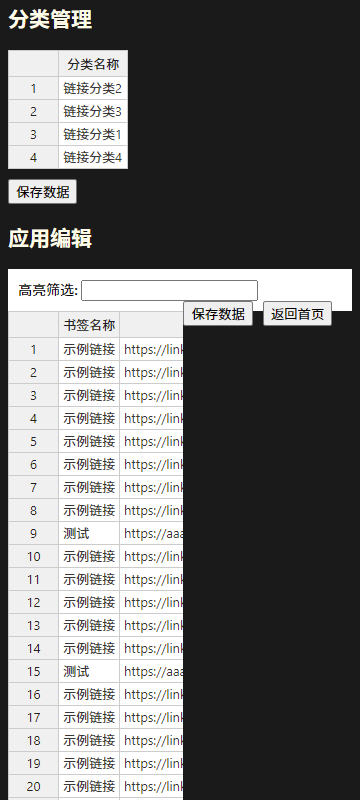 分类管理
分类名称
1 链接分类2
2 链接分类3
3 链接分类1
4 链接分类4
保存数据
应用编辑
高亮筛选:
保存数据 返回首页
书签名称
1 示例链接 https://link
2 示例链接 https://link
3 示例链接 https://link
4 示例链接 https://link
5 示例链接 https://link
6 示例链接 https://link
7 示例链接 https://link
8 示例链接 https://link
9 测试 https://aaa
10 示例链接 https://link
11 示例链接 https://link
12 示例链接 https://link
13 示例链接 https://link
14 示例链接 https://link
15 测试 https://aaa
16 示例链接 https://link
17 示例链接 https://link
18 示例链接 https://link
19 示例链接 https://link
20 示例链接 https://link